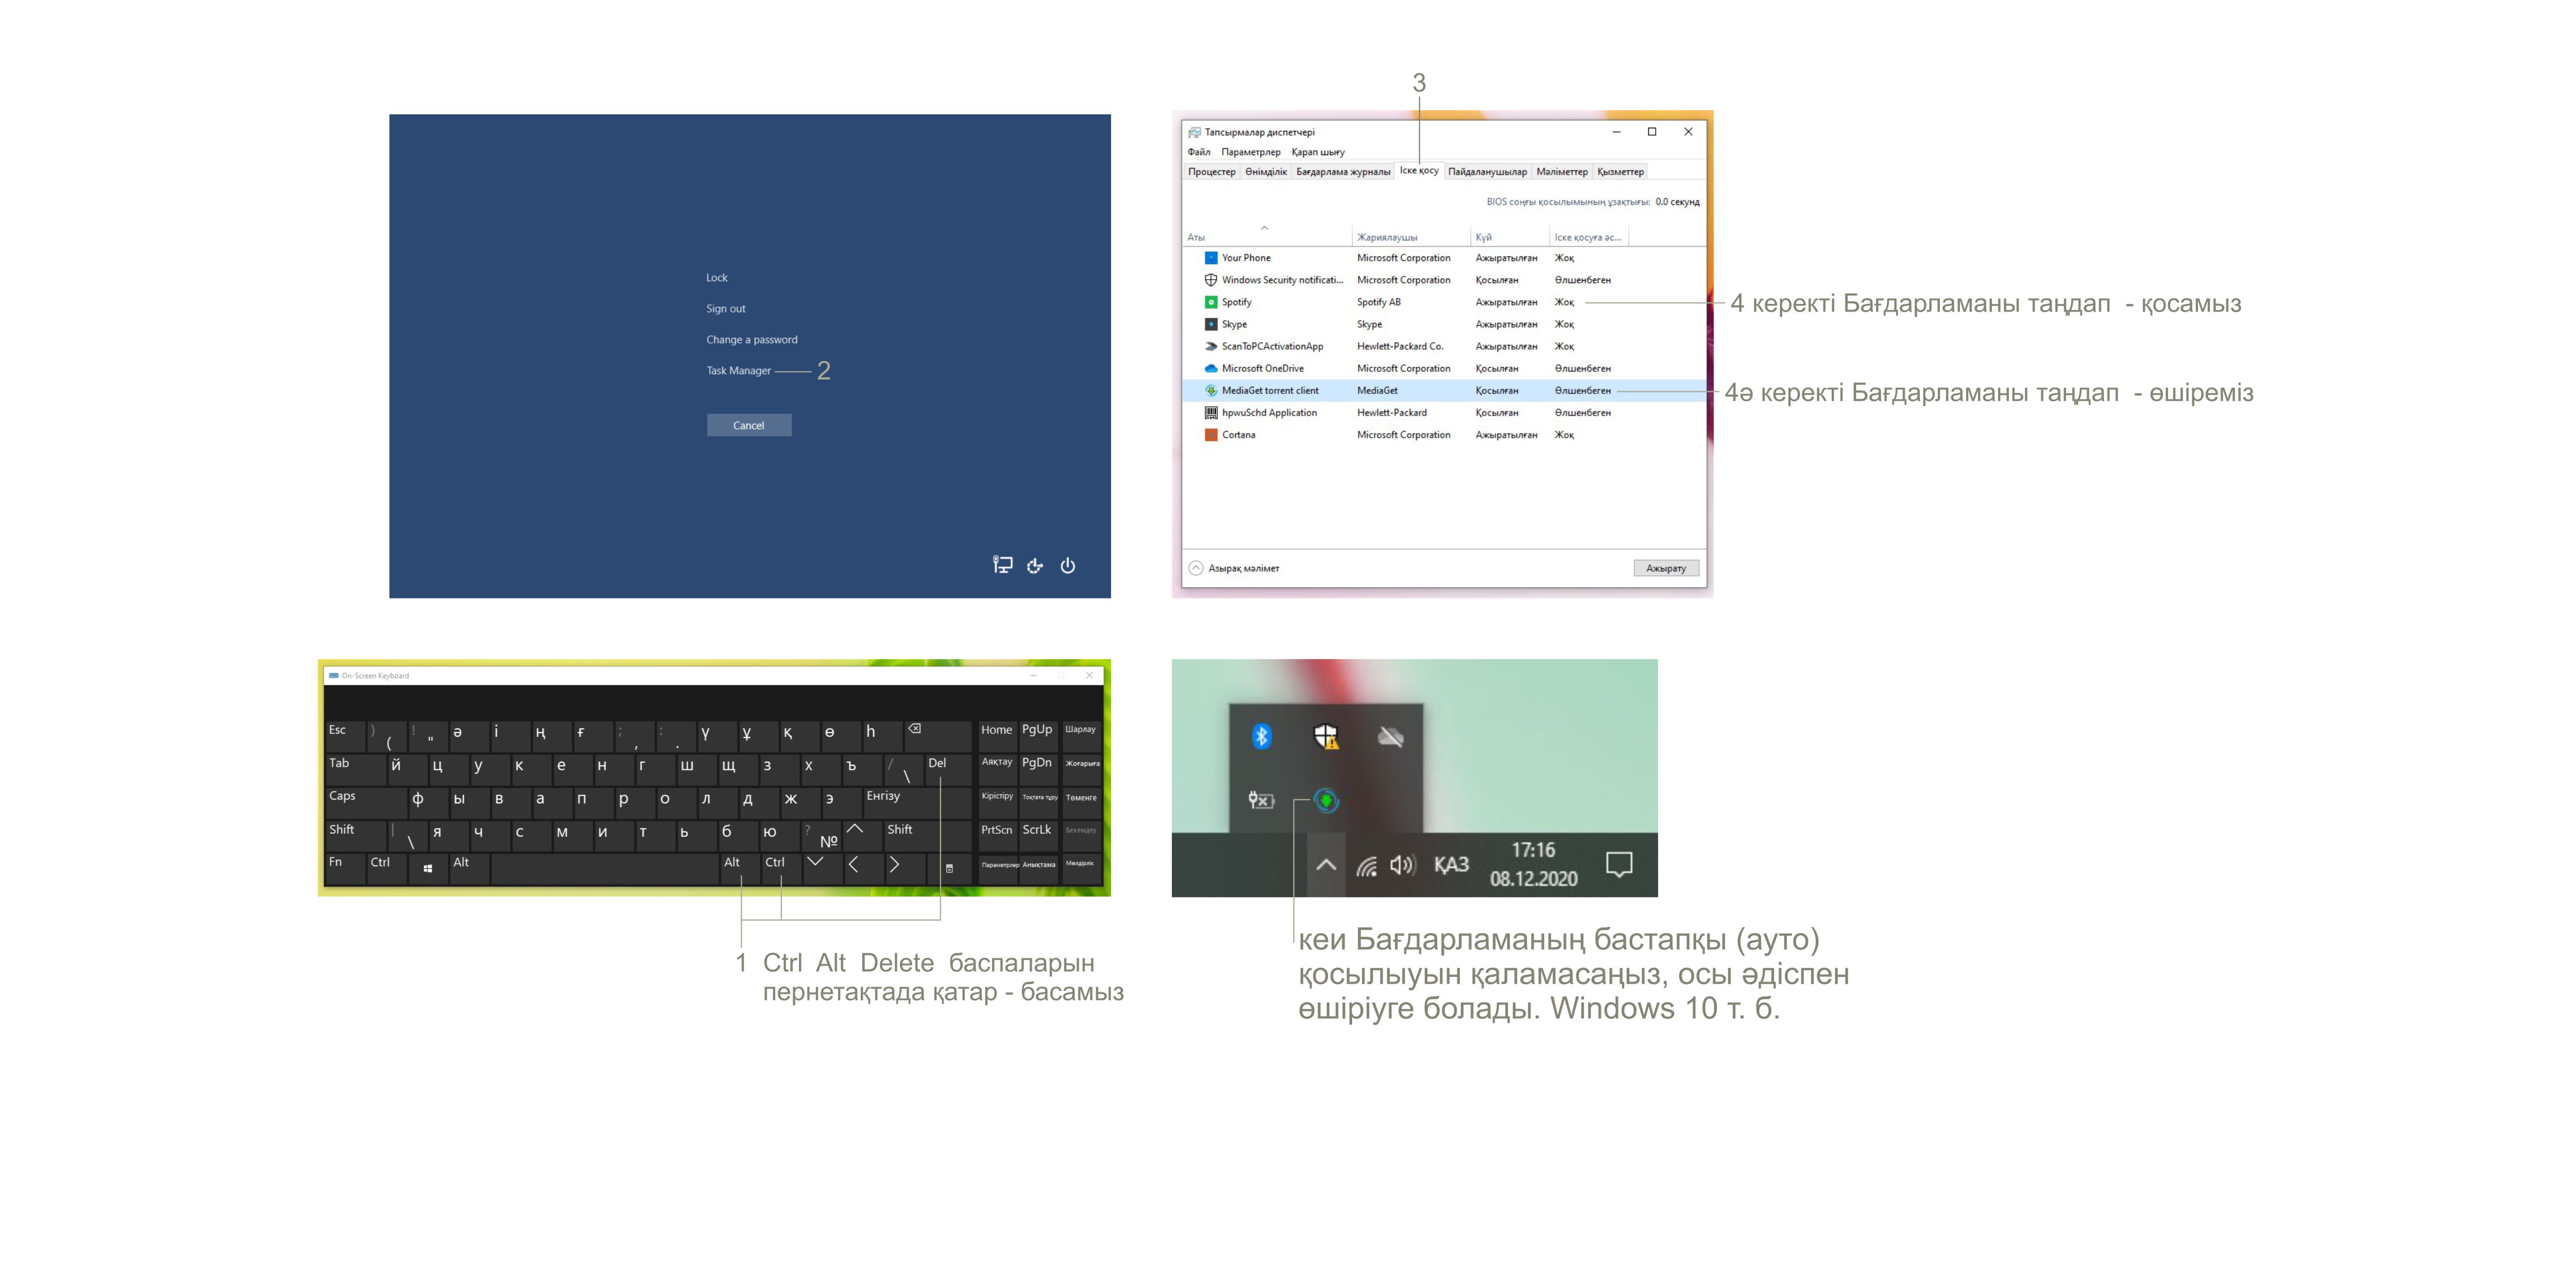 Lock
Sign out
Change a password
Task Manager
2
Cancel
3
Тапсырмалар диспетчері
Файл Параметрлер Қарап шығу
Процестер Өнімділік Бағдарлама журналы Іске қосу Пайдаланушылар Мәліметтер Қызметтер
BIOS соңғы қосылымының ұзақтығы: 0.0 секунд
Аты Жариялаушы Күй Іске қосуға әс...
Your Phone Microsoft Corporation Ажыратылған Жоқ
Windows Security notificati... Microsoft Corporation Қосылған Өлшенбеген
Spotify Spotify AB Ажыратылған Жоқ
Skype Skype Ажыратылған Жоқ
ScanToPCActivationApp Hewlett-Packard Co. Ажыратылған Жоқ
Microsoft OneDrive Microsoft Corporation Қосылған Өлшенбеген
MediaGet torrent client MediaGet Қосылған Өлшенбеген
hpwuSchd Application Hewlett-Packard Қосылған Өлшенбеген
Cortana Microsoft Corporation Ажыратылған Жоқ
Азырақ мәлімет Ажырату
4 керекті Бағдарламаны таңдап - қосамыз
4ә керекті Бағдарламаны таңдап - өшіреміз
On-Screen Keyboard
Esc ) ( ! " ә і ң ғ ; , : . ү ұ қ ө һ Home PgUp Шарлау
Tab й ц у к е н г ш щ з х ъ / \ Del Аяқтау PgDn Жоғарыға
Caps ф ы в а п р о л д ж э Енгізу Кірістіру Тоқтата тұру Төменге
Shift | \ я ч с м и т ь б ю ? № Shift PrtScn ScrLk Бекемдеу
Fn Ctrl Alt Alt Ctrl Параметрлер Анықтама Мөлдірлік
1 Ctrl Alt Delete баспаларын
пернетақтада қатар - басамыз
ҚАЗ
17:16
08.12.2020
кеи Бағдарламаның бастапқы (ауто)
қосылыуын қаламасаңыз, осы әдіспен
өшіріуге болады. Windows 10 т. б.